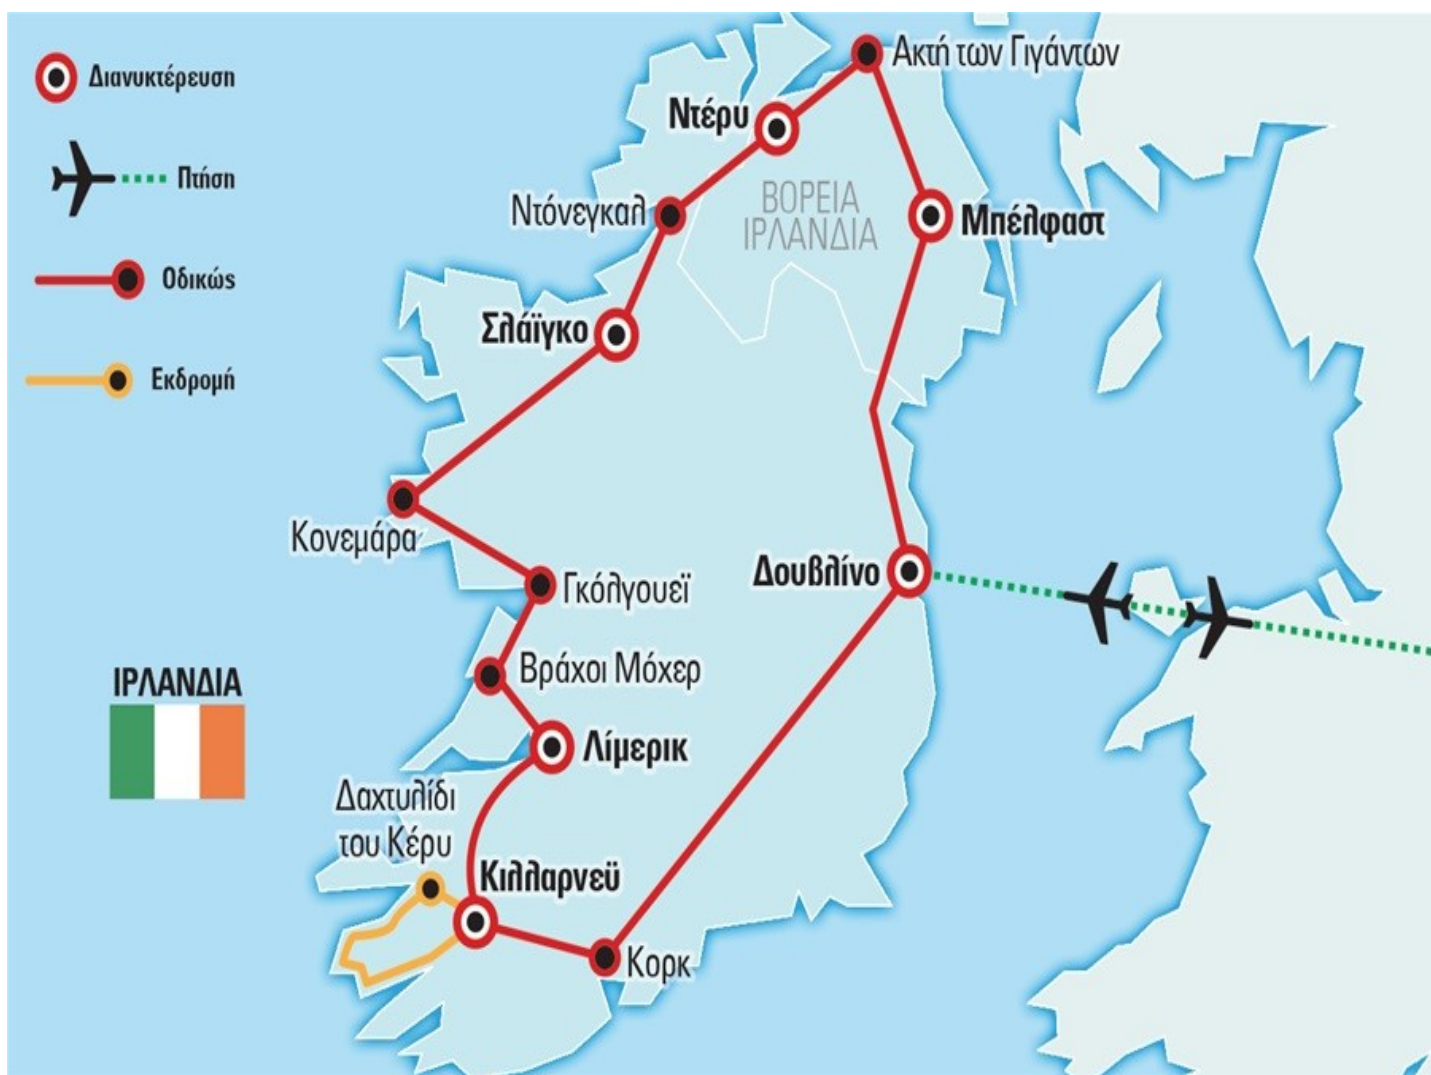 Διανυκτέρευση
Πτήση
Οδικώς
Εκδρομή
Ακτή των Γιγάντων
Ντέρυ
Ντόνεγκαλ
ΒΟΡΕΙΑ
ΙΡΛΑΝΔΙΑ
Μπέλφαστ
Σλάϊγκο
Κονεμάρα
Γκόλγουεϊ
Δουβλίνο
Βράχοι Μόχερ
ΙΡΛΑΝΔΙΑ
Λίμερικ
Δαχτυλίδι
του Κέρυ
Κιλλαρνεϋ
Κορκ